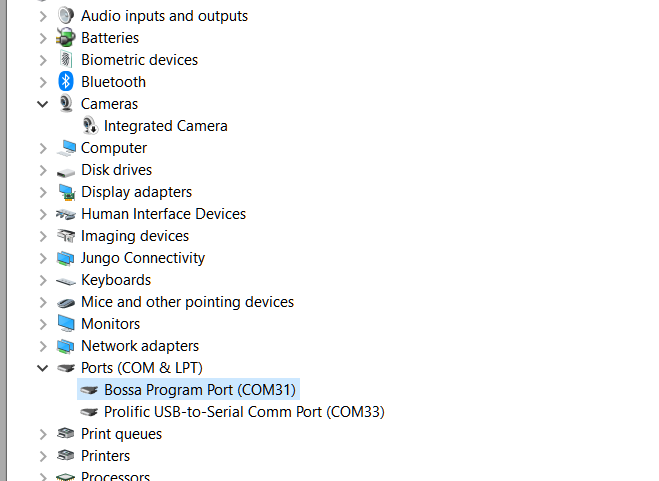 Audio inputs and outputs
Batteries
Biometric devices
Bluetooth
Cameras
Integrated Camera
Computer
Disk drives
Display adapters
Human Interface Devices
Imaging devices
Jungo Connectivity
Keyboards
Mice and other pointing devices
Monitors
Network adapters
Ports (COM & LPT)
Bossa Program Port (COM31)
Prolific USB-to-Serial Comm Port (COM33)
Print queues
Printers
Processors